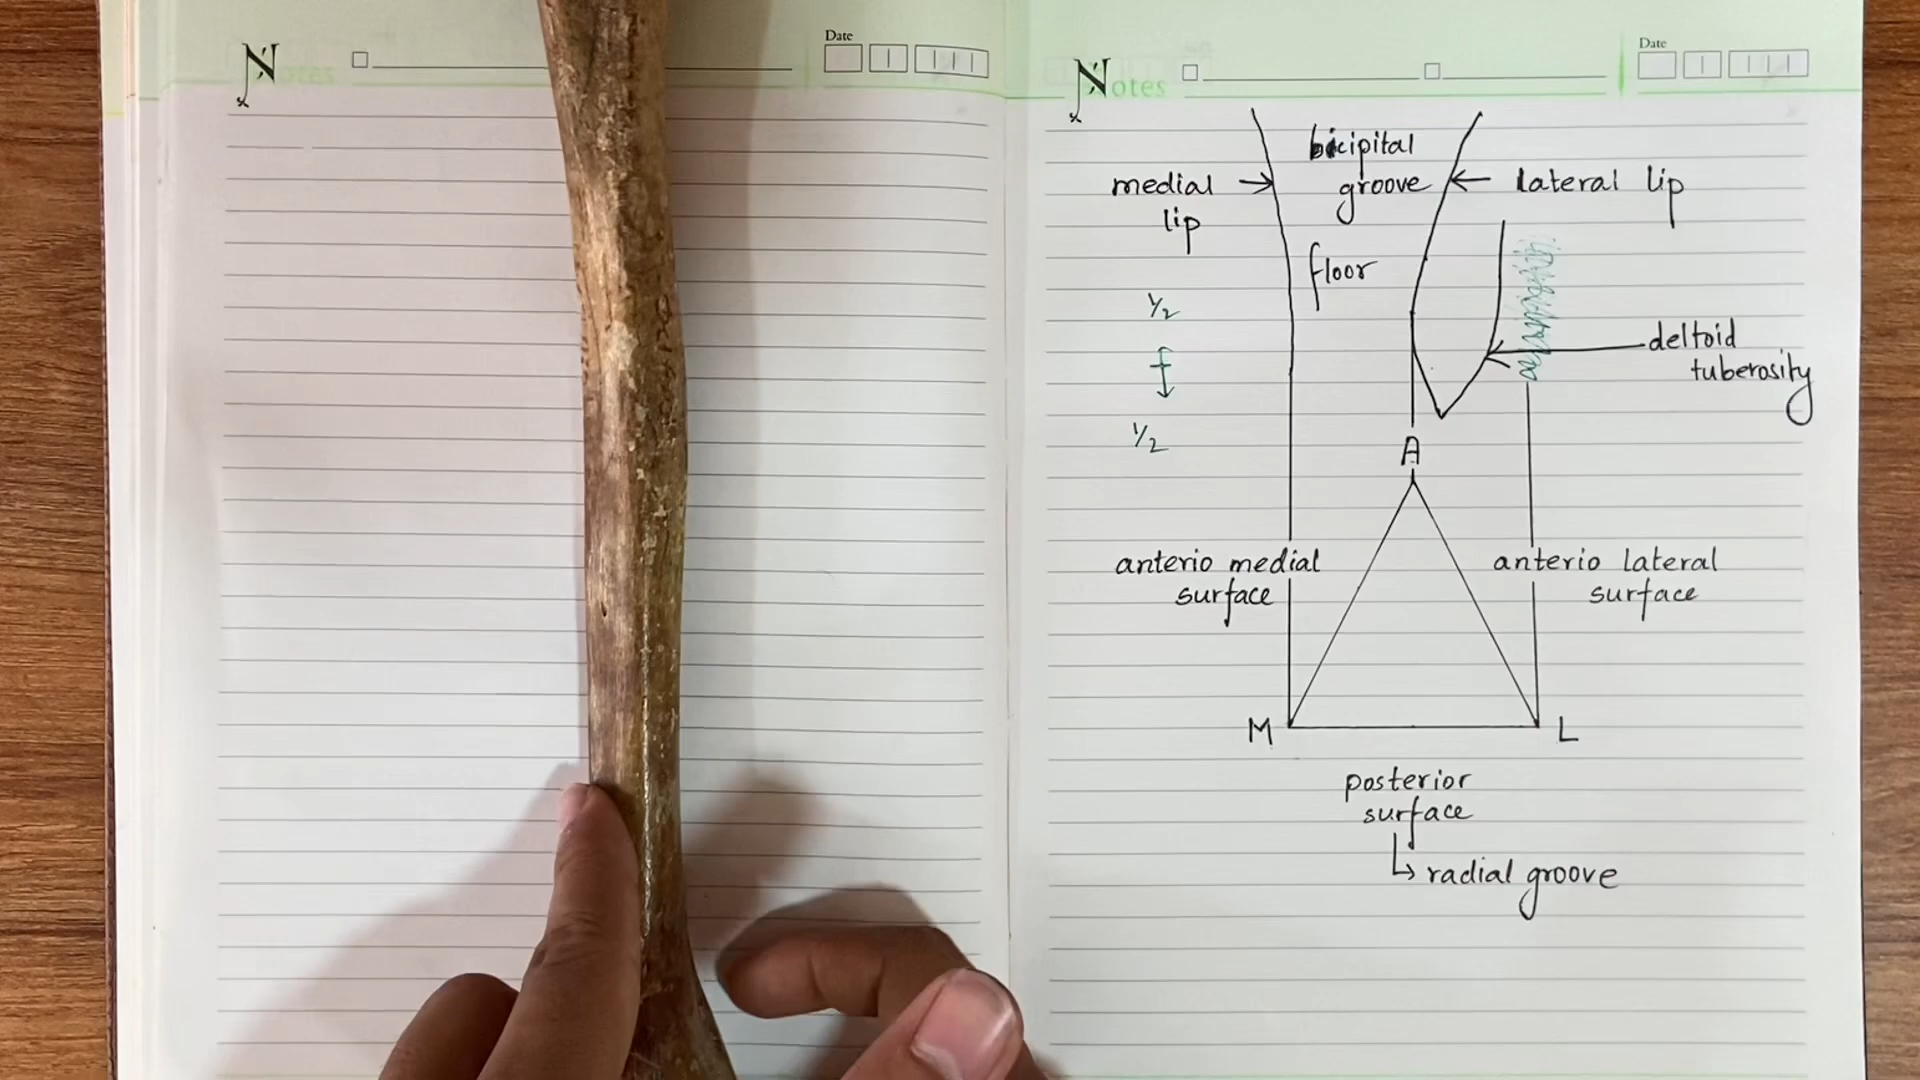 Notes
Date
Notes
Date
bicipital
groove
medial
lip
lateral lip
floor
1/2
deltoid
tuberosity
1/2
A
anterio medial
surface
anterio lateral
surface
M
L
posterior
surface
radial groove